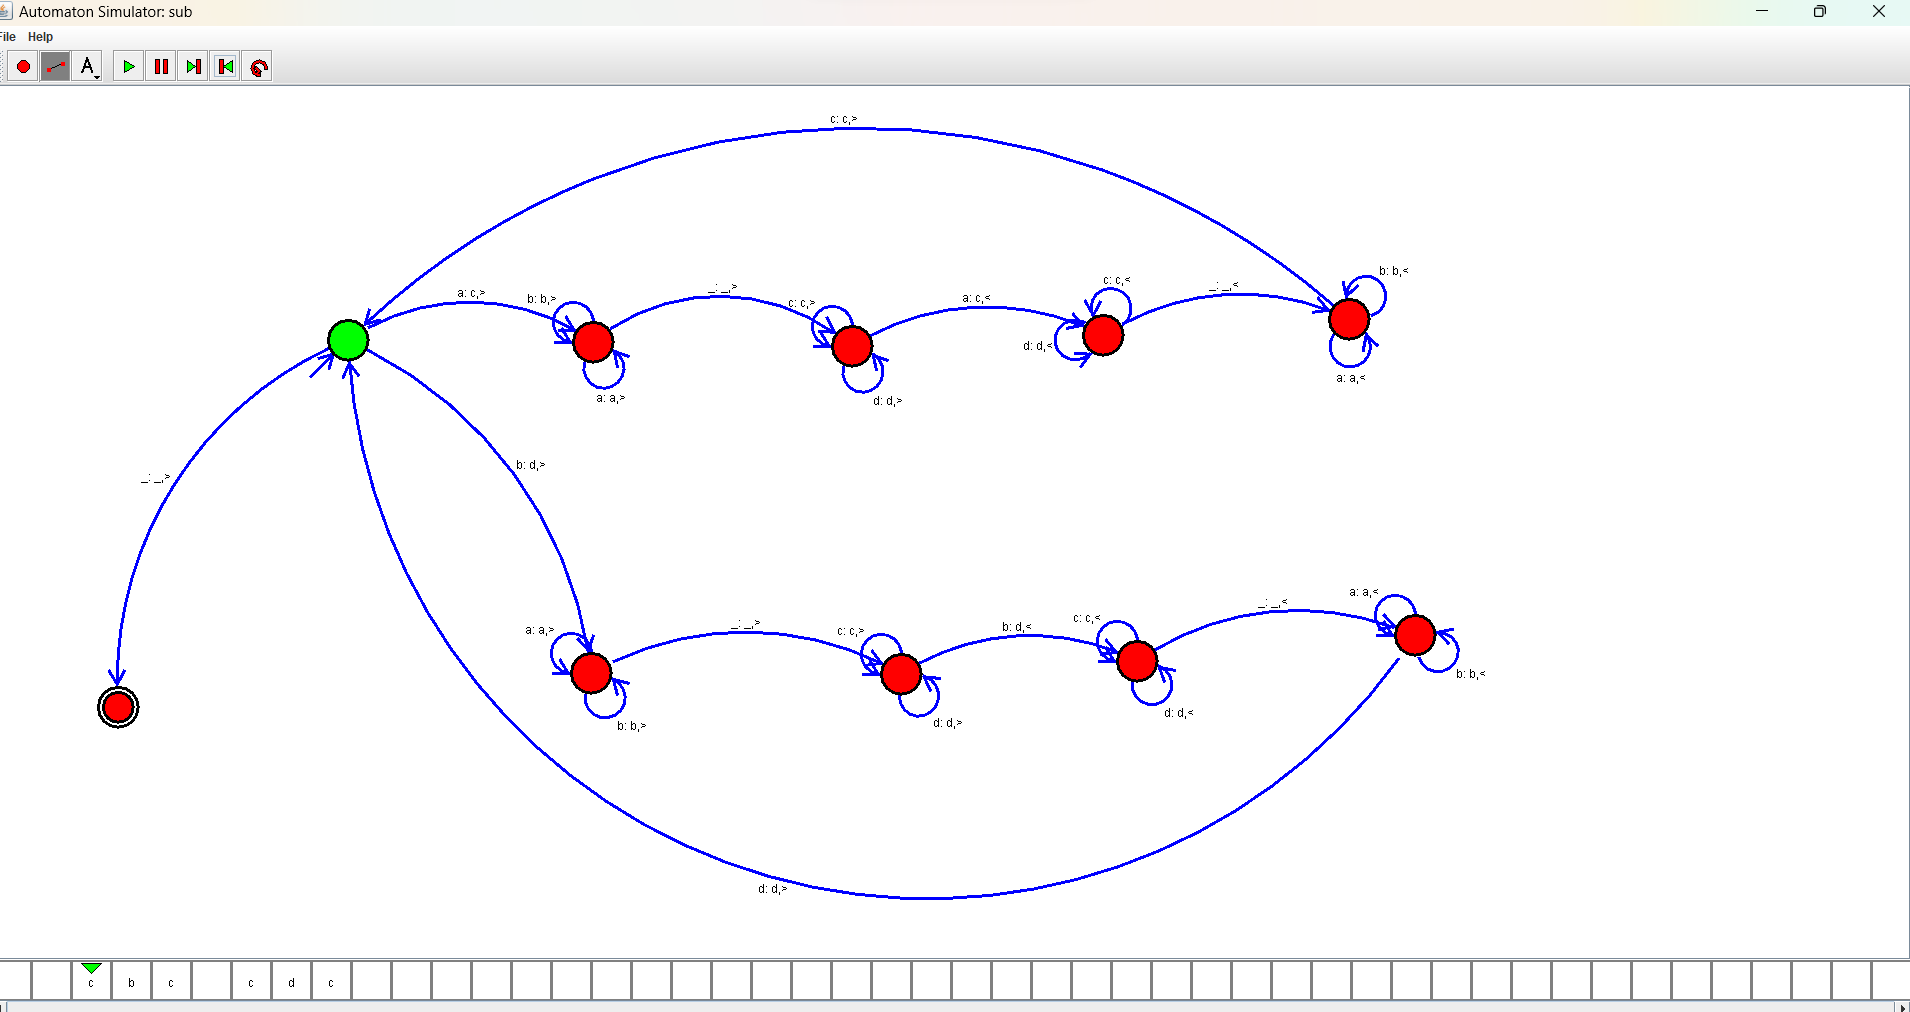 Automaton Simulator: sub
File Help
A
c: c,>
b: b,<
c: c,<
_: _,>
_: _,<
a: c,>
b: b,>
c: c,>
a: c,<
d: d,<
a: a,<
a: a,>
d: d,>
b: d,>
_: _,>
a: a,<
_: _,<
c: c,<
_: _,>
b: d,<
a: a,>
c: c,>
b: b,<
d: d,<
d: d,>
b: b,>
d: d,>
c b c c d c